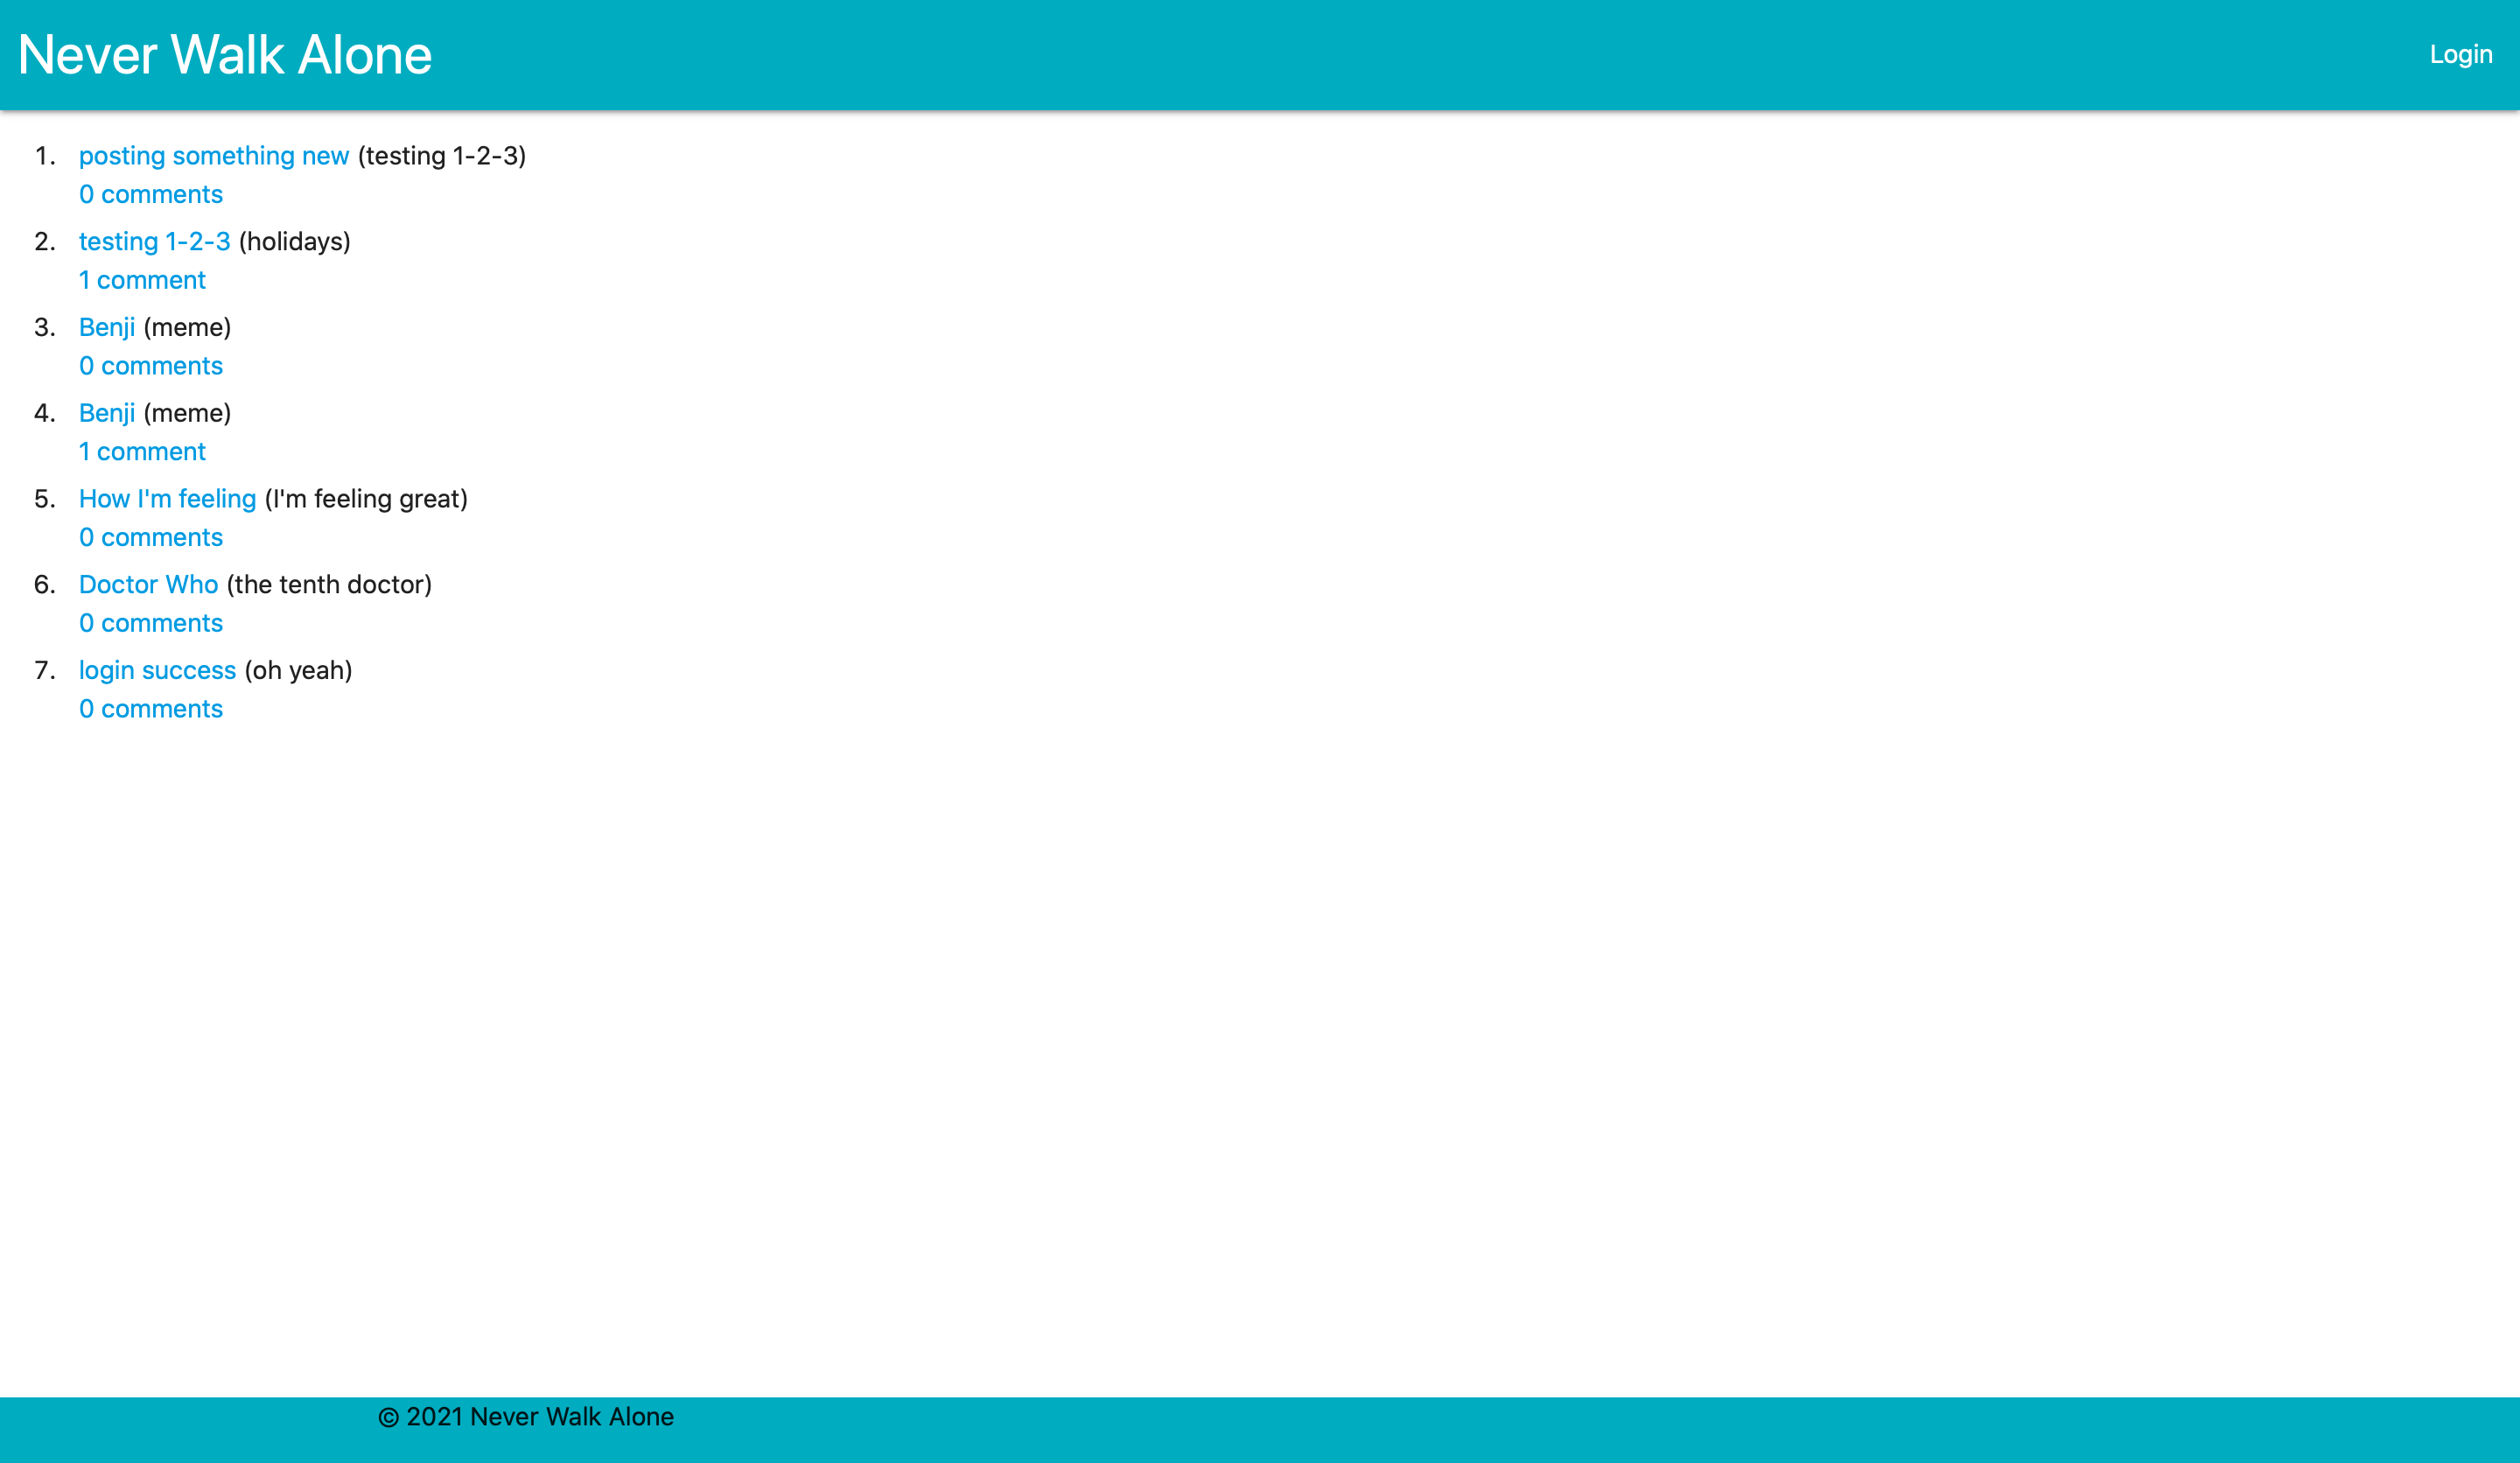 Never Walk Alone
Login
1. posting something new (testing 1-2-3)
0 comments
2. testing 1-2-3 (holidays)
1 comment
3. Benji (meme)
0 comments
4. Benji (meme)
1 comment
5. How I'm feeling (I'm feeling great)
0 comments
6. Doctor Who (the tenth doctor)
0 comments
7. login success (oh yeah)
0 comments
© 2021 Never Walk Alone